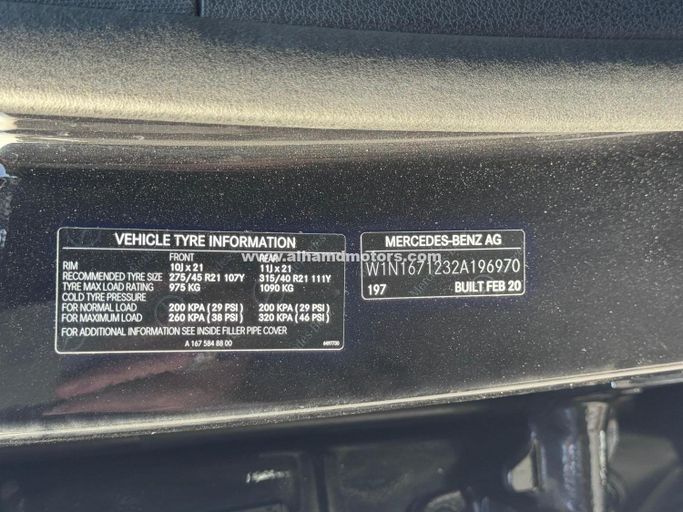 VEHICLE TYRE INFORMATION
FRONT REAR
RIM 10J x 21 11J x 21
RECOMMENDED TYRE SIZE 275/45 R21 107Y 315/40 R21 111Y
TYRE MAX LOAD RATING 975 KG 1090 KG
COLD TYRE PRESSURE
FOR NORMAL LOAD 200 KPA (29 PSI) 200 KPA (29 PSI)
FOR MAXIMUM LOAD 260 KPA (38 PSI) 320 KPA (46 PSI)
FOR ADDITIONAL INFORMATION SEE INSIDE FILLER PIPE COVER
A 167 584 88 00
MERCEDES-BENZ AG
W1N1671232A196970
197 BUILT FEB 20
www.alhamdmotors.com